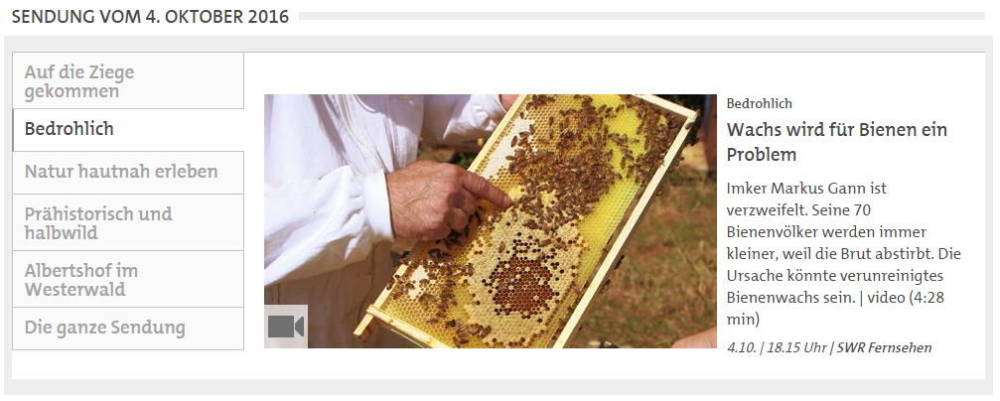 SENDUNG VOM 4. OKTOBER 2016
Auf die Ziege
gekommen
Bedrohlich
Natur hautnah erleben
Prähistorisch und
halbwild
Albertshof im
Westerwald
Die ganze Sendung
Bedrohlich
Wachs wird für Bienen ein
Problem
Imker Markus Gann ist
verzweifelt. Seine 70
Bienenvölker werden immer
kleiner, weil die Brut abstirbt. Die
Ursache könnte verunreinigtes
Bienenwachs sein. | video (4:28
min)
4.10. | 18.15 Uhr | SWR Fernsehen